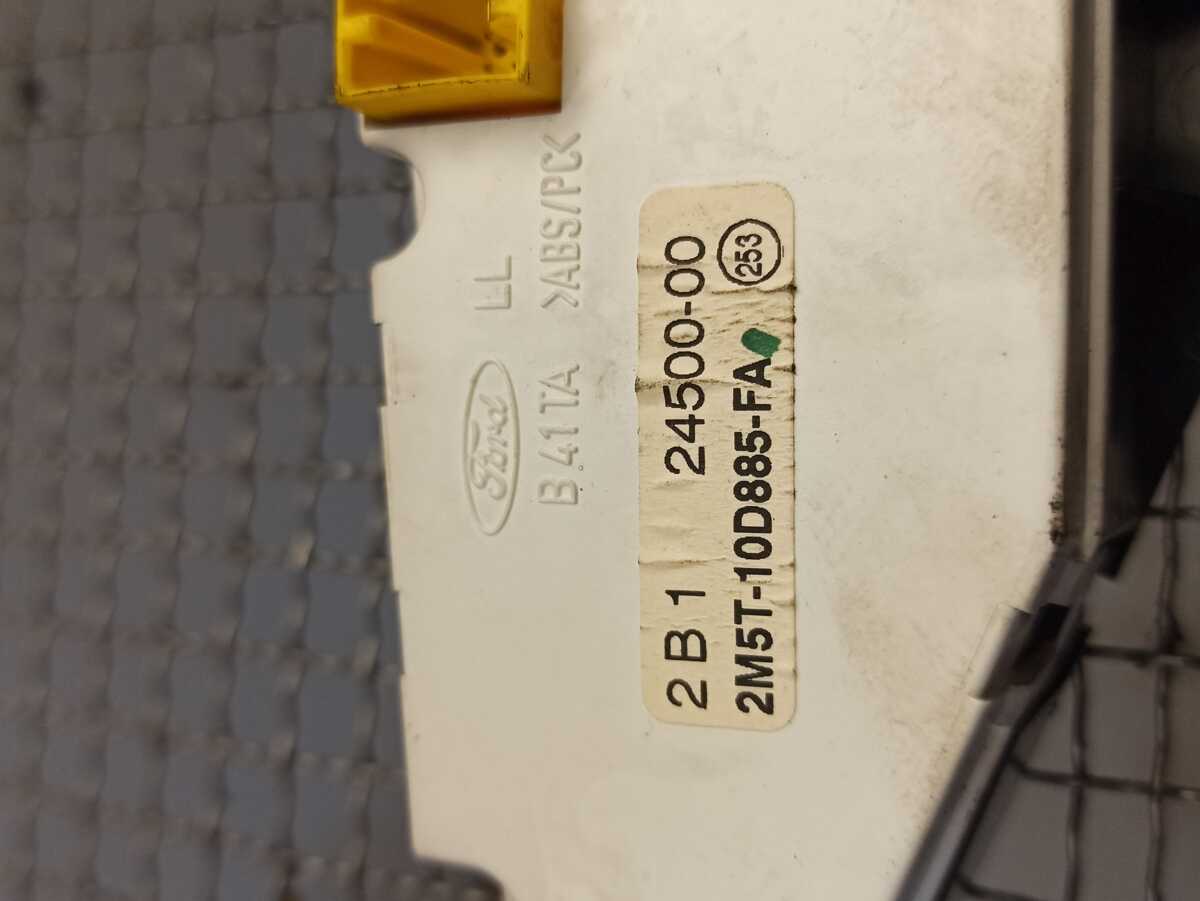 Ford LL
B.41TA >ABS/PC<
2 B 1 24500-00
2M5T-10D885-FA 253